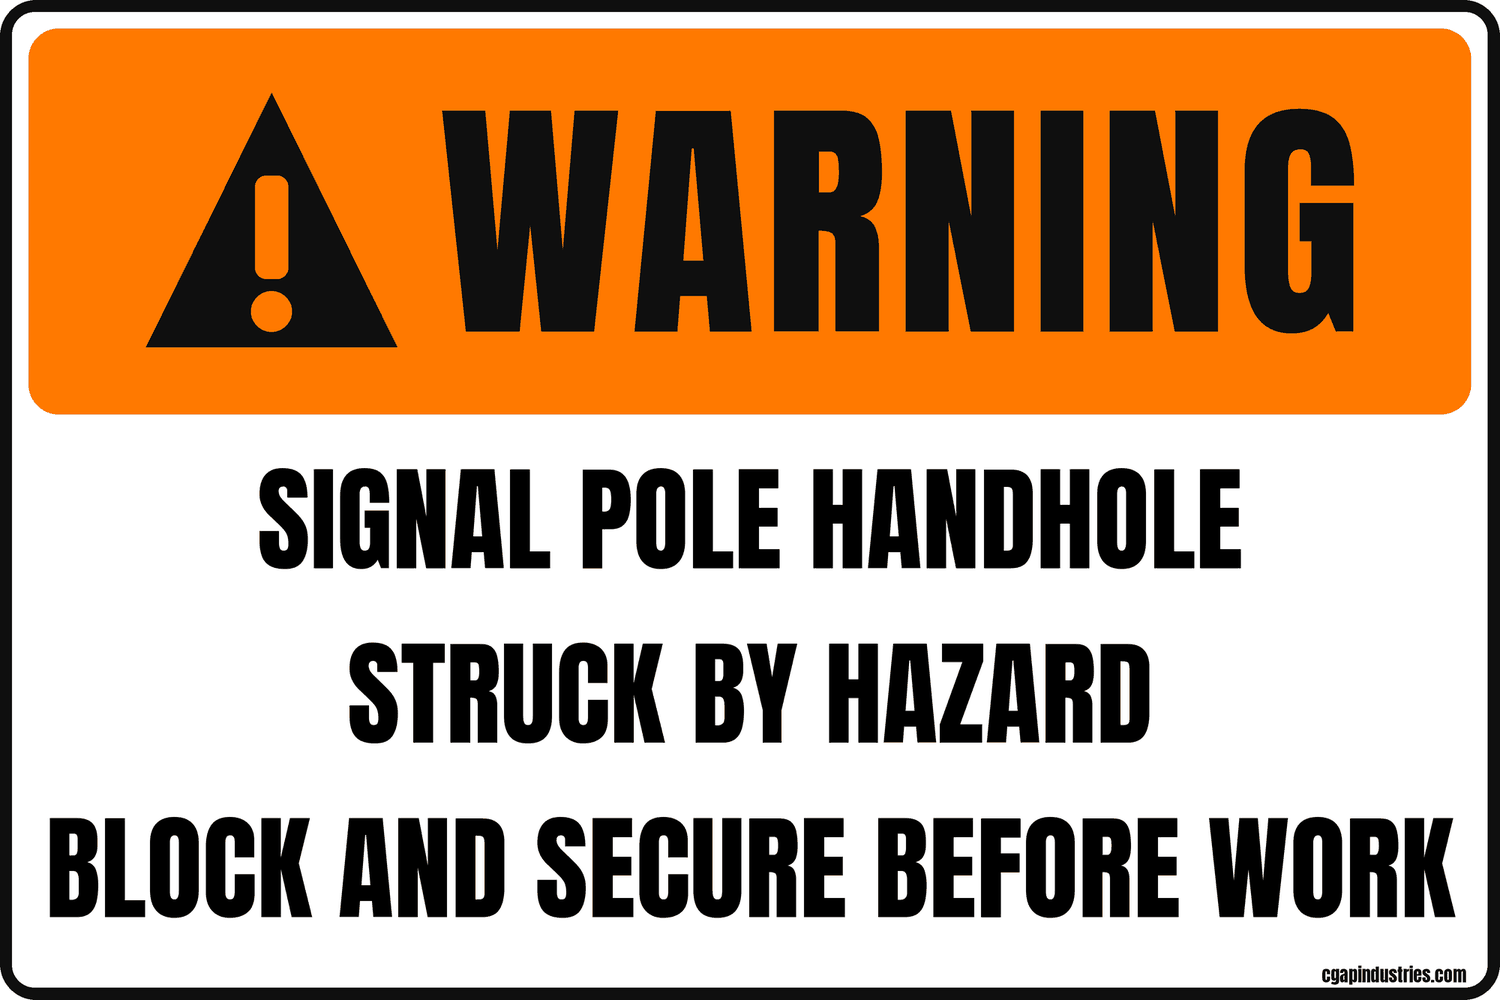 WARNING
SIGNAL POLE HANDHOLE
STRUCK BY HAZARD
BLOCK AND SECURE BEFORE WORK
cgapindustries.com